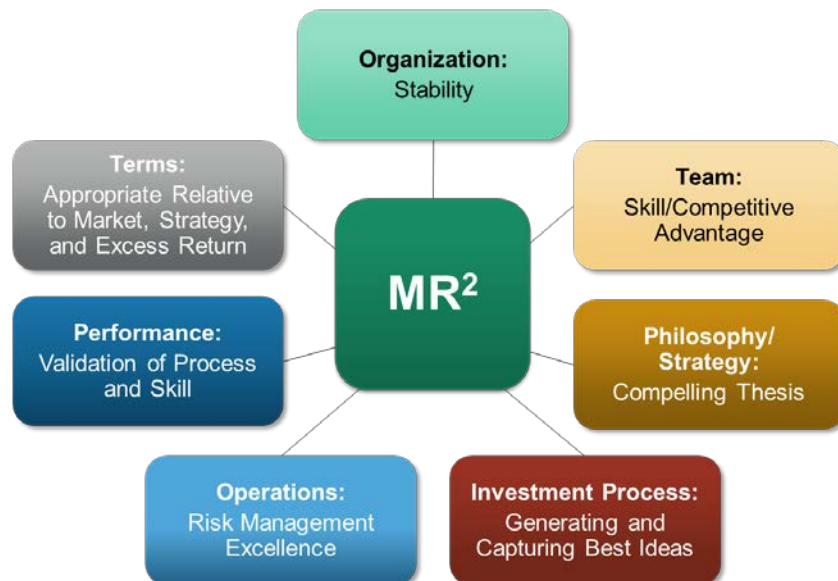 Organization:
Stability
Terms:
Appropriate Relative
to Market, Strategy,
and Excess Return
Team:
Skill/Competitive
Advantage
MR²
Performance:
Validation of Process
and Skill
Philosophy/
Strategy:
Compelling Thesis
Operations:
Risk Management
Excellence
Investment Process:
Generating and
Capturing Best Ideas